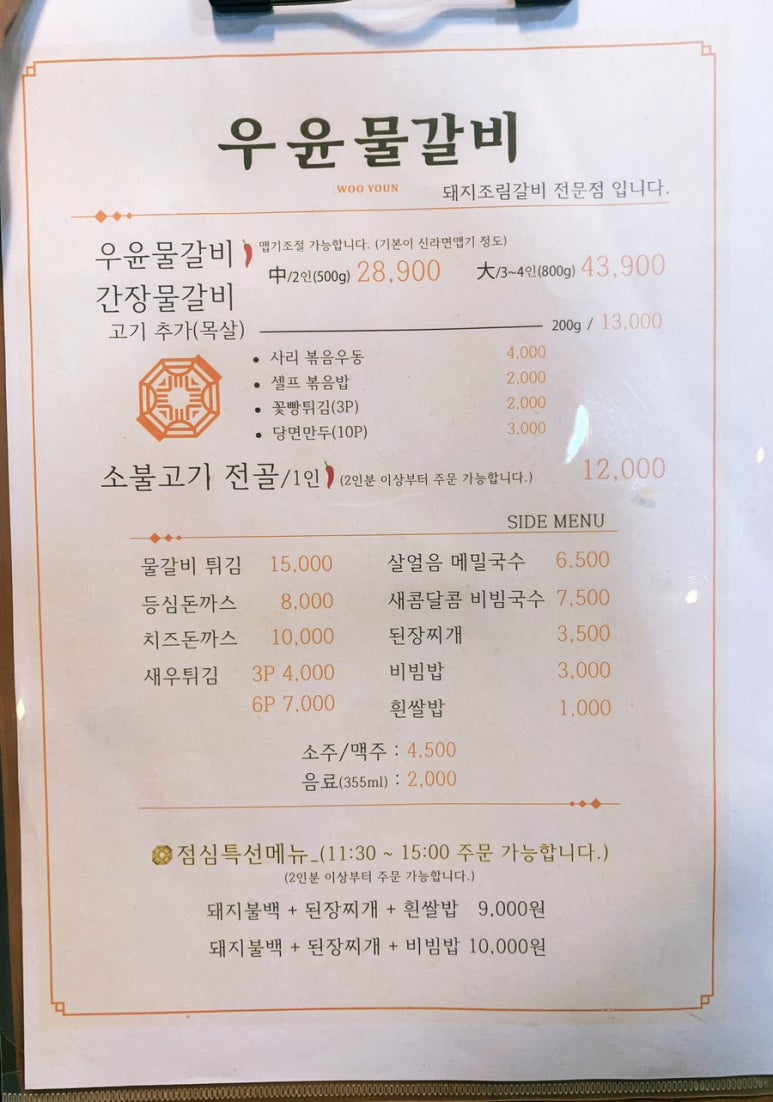 우윤물갈비
WOO YOUN
돼지조림갈비 전문점 입니다.
우윤물갈비 맵기조절 가능합니다. (기본이 신라면맵기 정도)
中/2인(500g) 28,900 大/3~4인(800g) 43,900
간장물갈비
고기 추가(목살) 200g / 13.000
• 사리 볶음우동 4.000
• 셀프 볶음밥 2,000
• 꽃빵튀김(3P) 2,000
• 당면만두(10P) 3.000
소불고기 전골/1인 (2인분 이상부터 주문 가능합니다.) 12,000
SIDE MENU
물갈비 튀김 15,000 살얼음 메밀국수 6,500
등심돈까스 8,000 새콤달콤 비빔국수 7,500
치즈돈까스 10,000 된장찌개 3,500
새우튀김 3P 4,000 비빔밥 3,000
6P 7,000 흰쌀밥 1,000
소주/맥주 : 4,500
음료(355ml) : 2,000
점심특선메뉴_(11:30 ~ 15:00 주문 가능합니다.)
(2인분 이상부터 주문 가능합니다.)
돼지불백 + 된장찌개 + 흰쌀밥 9,000원
돼지불백 + 된장찌개 + 비빔밥 10,000원